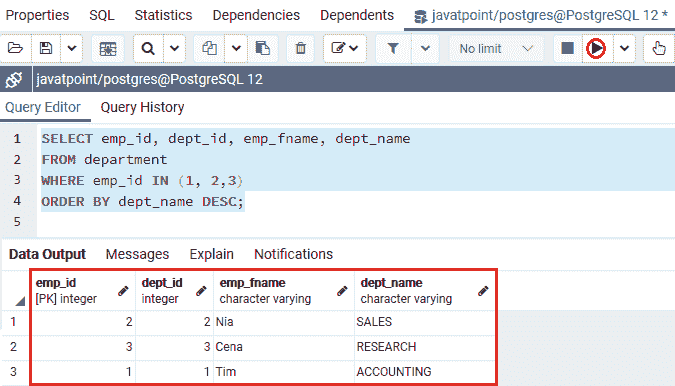 Properties SQL Statistics Dependencies Dependents javatpoint/postgres@PostgreSQL 12 *
No limit
javatpoint/postgres@PostgreSQL 12
Query Editor Query History
1 SELECT emp_id, dept_id, emp_fname, dept_name
2 FROM department
3 WHERE emp_id IN (1, 2,3)
4 ORDER BY dept_name DESC;
5
Data Output Messages Explain Notifications
emp_id dept_id emp_fname dept_name
[PK] integer integer character varying character varying
1 2 2 Nia SALES
2 3 3 Cena RESEARCH
3 1 1 Tim ACCOUNTING